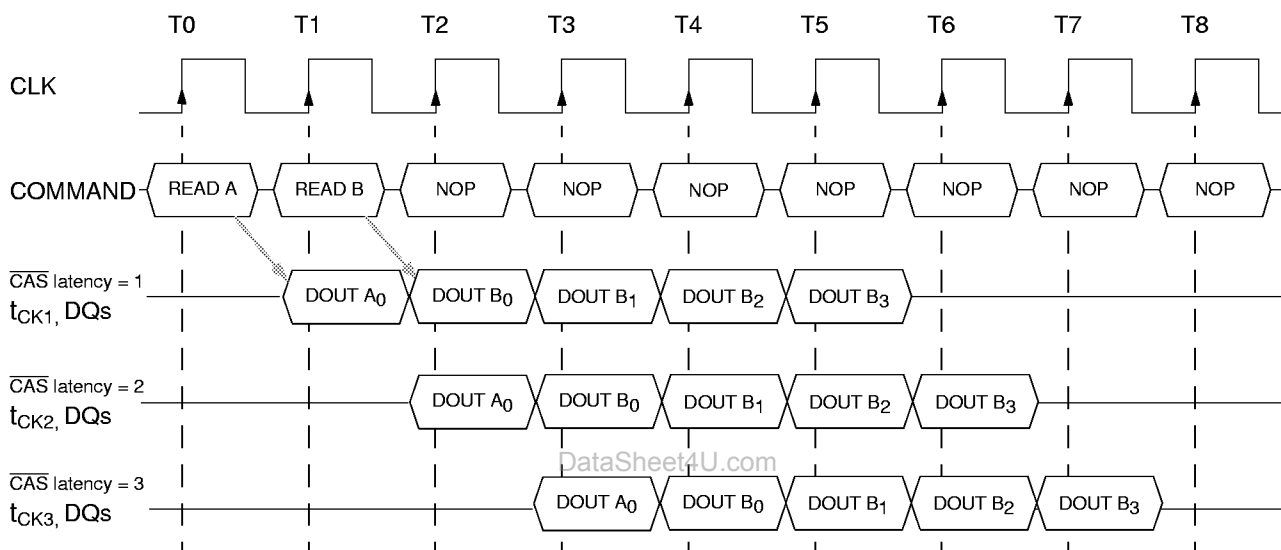 T0 T1 T2 T3 T4 T5 T6 T7 T8
CLK
COMMAND READ A READ B NOP NOP NOP NOP NOP NOP NOP
CAS latency = 1
tCK1, DQs DOUT A0 DOUT B0 DOUT B1 DOUT B2 DOUT B3
CAS latency = 2
tCK2, DQs DOUT A0 DOUT B0 DOUT B1 DOUT B2 DOUT B3
DataSheet4U.com
CAS latency = 3
tCK3, DQs DOUT A0 DOUT B0 DOUT B1 DOUT B2 DOUT B3